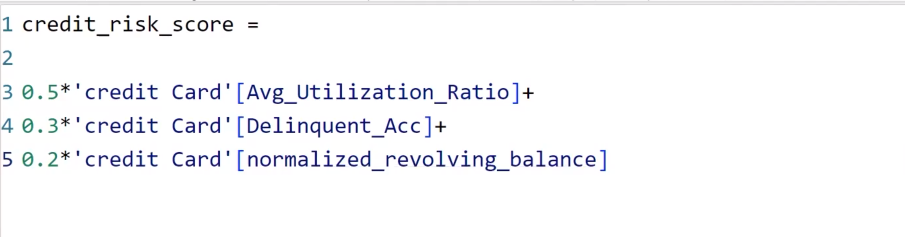 1 credit_risk_score =
2
3 0.5*'credit Card'[Avg_Utilization_Ratio]+
4 0.3*'credit Card'[Delinquent_Acc]+
5 0.2*'credit Card'[normalized_revolving_balance]